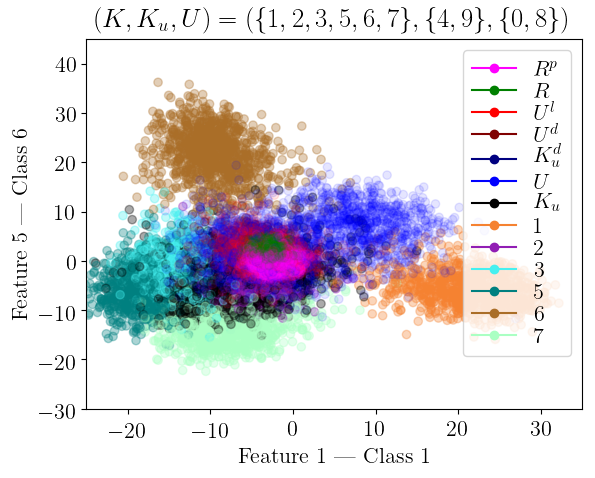 (K, K_u, U) = ({1, 2, 3, 5, 6, 7}, {4, 9}, {0, 8})
40
30
20
10
0
−10
−20
−30
Feature 5 — Class 6
−20
−10
0
10
20
30
Feature 1 — Class 1
R^p
R
U^l
U^d
K_u^d
U
K_u
1
2
3
5
6
7